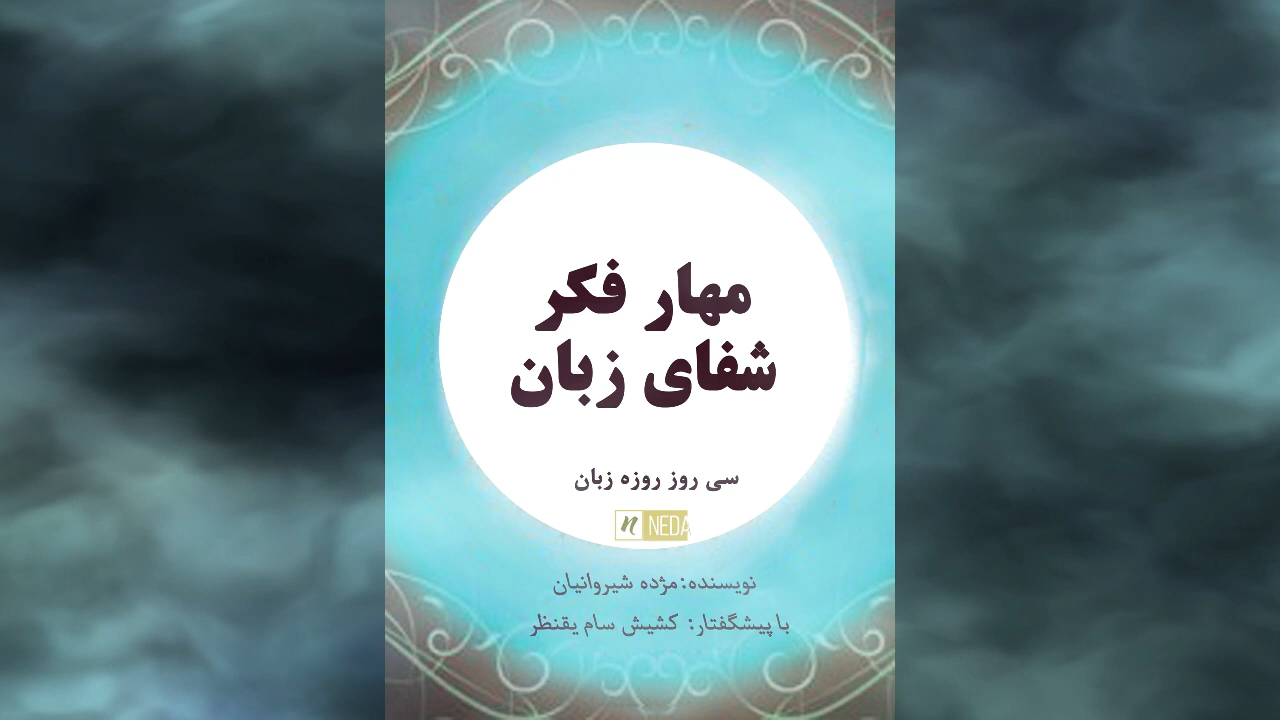 مهار فکر
شفای زبان
سی روز روزه زبان
n NEDA
نویسنده:مژده شیروانیان
با پیشگفتار: کشیش سام یقنظر